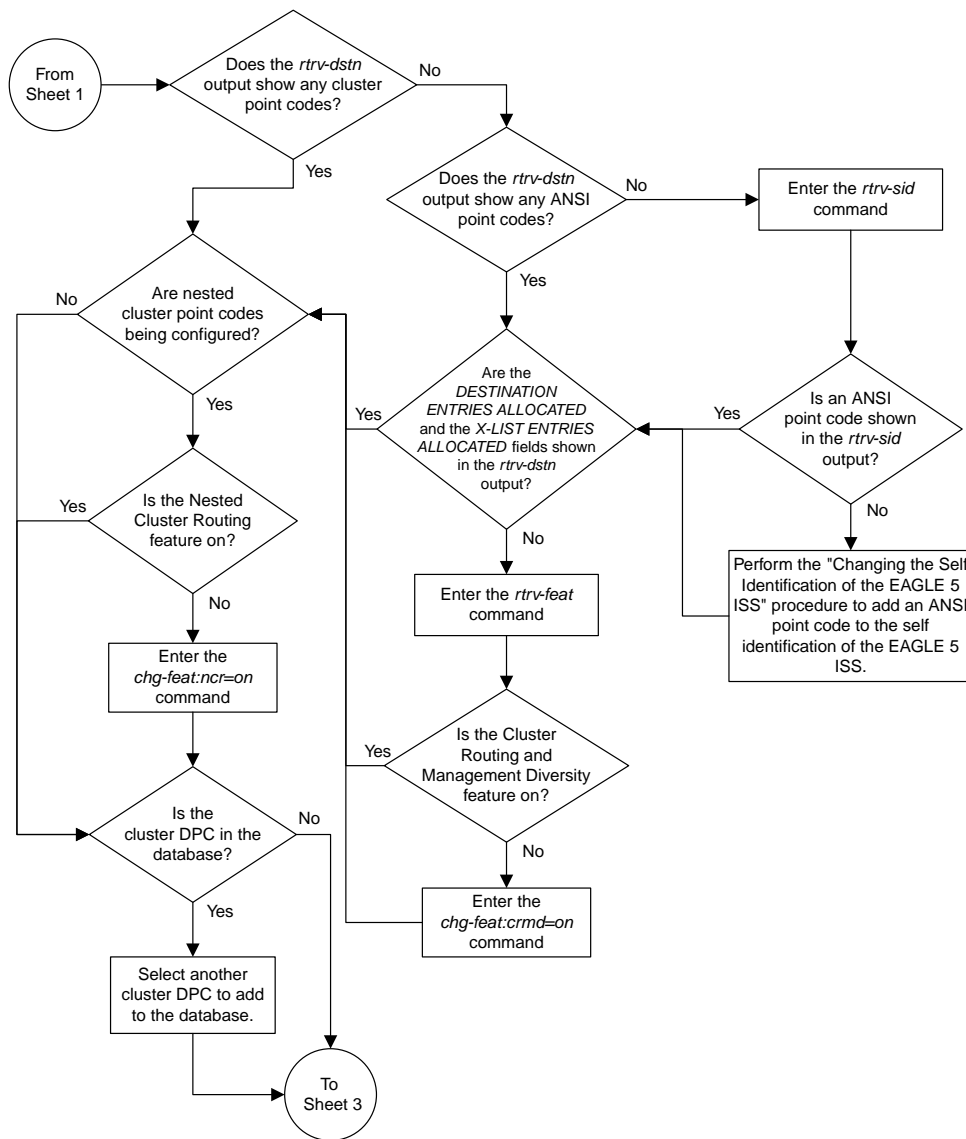 From
Sheet 1
Does the rtrv-dstn
output show any cluster
point codes?
No
Yes
Does the rtrv-dstn
output show any ANSI
point codes?
No
Yes
Enter the rtrv-sid
command
Are nested
cluster point codes
being configured?
No
Yes
Are the
DESTINATION
ENTRIES ALLOCATED
and the X-LIST ENTRIES
ALLOCATED fields shown
in the rtrv-dstn
output?
Yes
No
Is an ANSI
point code shown
in the rtrv-sid
output?
Yes
No
Is the Nested
Cluster Routing
feature on?
Yes
No
Enter the rtrv-feat
command
Perform the "Changing the Self
Identification of the EAGLE 5
ISS" procedure to add an ANSI
point code to the self
identification of the EAGLE 5
ISS.
Enter the
chg-feat:ncr=on
command
Is the Cluster
Routing and
Management Diversity
feature on?
Yes
No
Is the
cluster DPC in the
database?
No
Yes
Enter the
chg-feat:crmd=on
command
Select another
cluster DPC to add
to the database.
To
Sheet 3